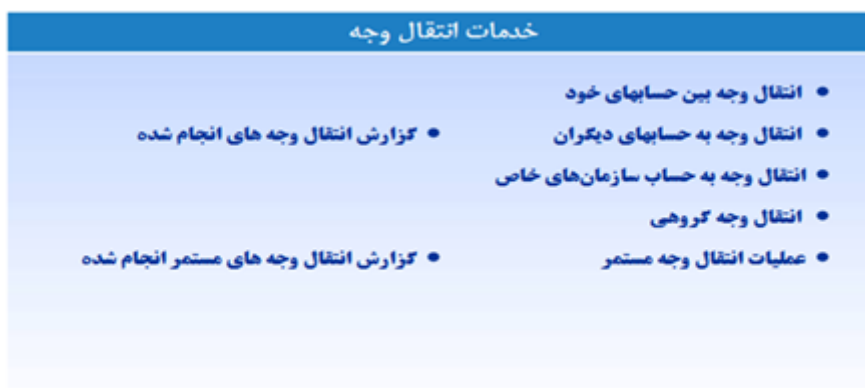 خدمات انتقال وجه
• انتقال وجه بین حسابهای خود
• انتقال وجه به حسابهای دیگران • گزارش انتقال وجه های انجام شده
• انتقال وجه به حساب سازمان‌های خاص
• انتقال وجه گروهی
• عملیات انتقال وجه مستمر • گزارش انتقال وجه های مستمر انجام شده